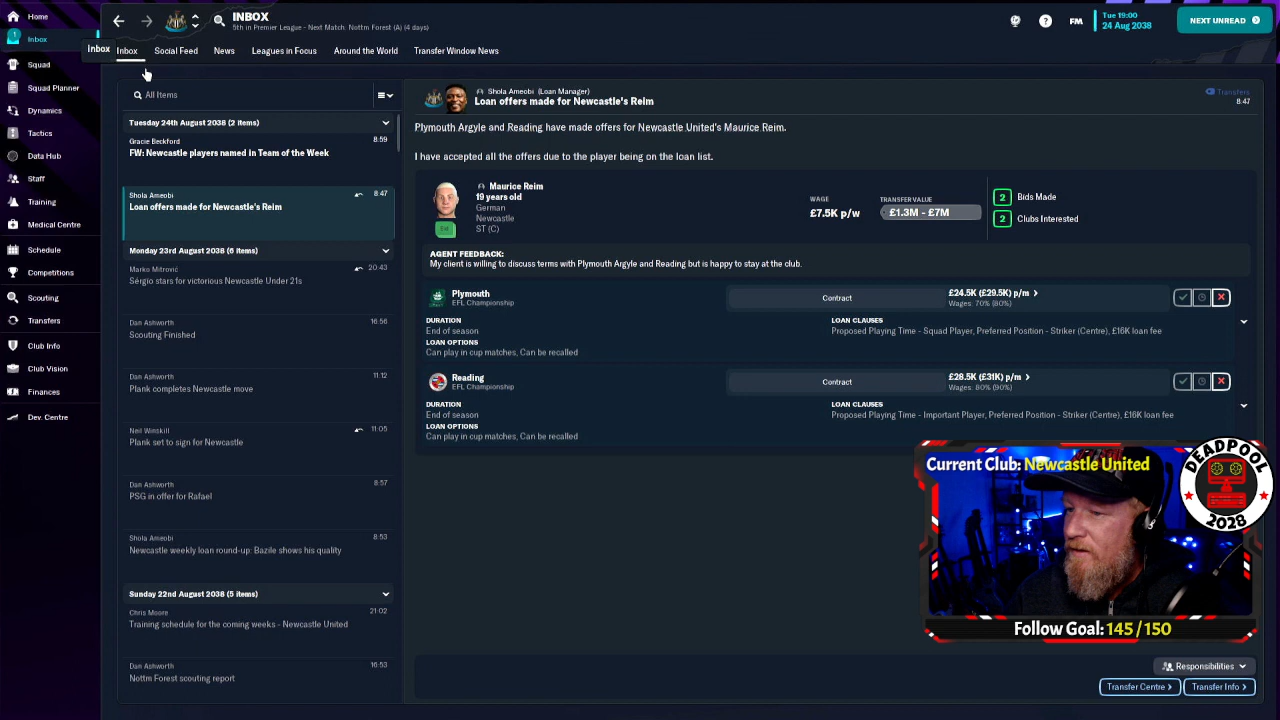 Home
Inbox
Squad
Squad Planner
Dynamics
Tactics
Data Hub
Staff
Training
Medical Centre
Schedule
Competitions
Scouting
Transfers
Club Info
Club Vision
Finances
Dev. Centre
INBOX
5th in Premier League - Next Match: Nottm Forest (A) (4 days)
FM
Tue 19:00
24 Aug 2038
NEXT UNREAD
Inbox
Inbox Social Feed News Leagues in Focus Around the World Transfer Window News
All Items
Tuesday 24th August 2038 (2 items)
Gracie Beckford 8:59
FW: Newcastle players named in Team of the Week
Shola Ameobi 8:47
Loan offers made for Newcastle's Reim
Monday 23rd August 2038 (6 items)
Marko Mitrović 20:43
Sérgio stars for victorious Newcastle Under 21s
Dan Ashworth 16:56
Scouting Finished
Dan Ashworth 11:12
Plank completes Newcastle move
Neil Winskill 11:05
Plank set to sign for Newcastle
Dan Ashworth 8:57
PSG in offer for Rafael
Shola Ameobi 8:53
Newcastle weekly loan round-up: Bazile shows his quality
Sunday 22nd August 2038 (5 items)
Chris Moore 21:02
Training schedule for the coming weeks - Newcastle United
Dan Ashworth 16:53
Nottm Forest scouting report
Shola Ameobi (Loan Manager)
Loan offers made for Newcastle's Reim
Transfers
8:47
Plymouth Argyle and Reading have made offers for Newcastle United's Maurice Reim.
I have accepted all the offers due to the player being on the loan list.
Maurice Reim
19 years old
German
Newcastle
ST (C)
WAGE
£7.5K p/w
TRANSFER VALUE
£1.3M - £7M
2 Bids Made
2 Clubs Interested
AGENT FEEDBACK:
My client is willing to discuss terms with Plymouth Argyle and Reading but is happy to stay at the club.
Plymouth
EFL Championship
Contract
£24.5K (£29.5K) p/m
Wages: 70% (80%)
DURATION
End of season
LOAN OPTIONS
Can play in cup matches, Can be recalled
LOAN CLAUSES
Proposed Playing Time - Squad Player, Preferred Position - Striker (Centre), £16K loan fee
Reading
EFL Championship
Contract
£28.5K (£31K) p/m
Wages: 80% (90%)
DURATION
End of season
LOAN OPTIONS
Can play in cup matches, Can be recalled
LOAN CLAUSES
Proposed Playing Time - Important Player, Preferred Position - Striker (Centre), £16K loan fee
Current Club: Newcastle United
DEADPOOL
2028
Follow Goal: 145 / 150
Responsibilities
Transfer Centre
Transfer Info